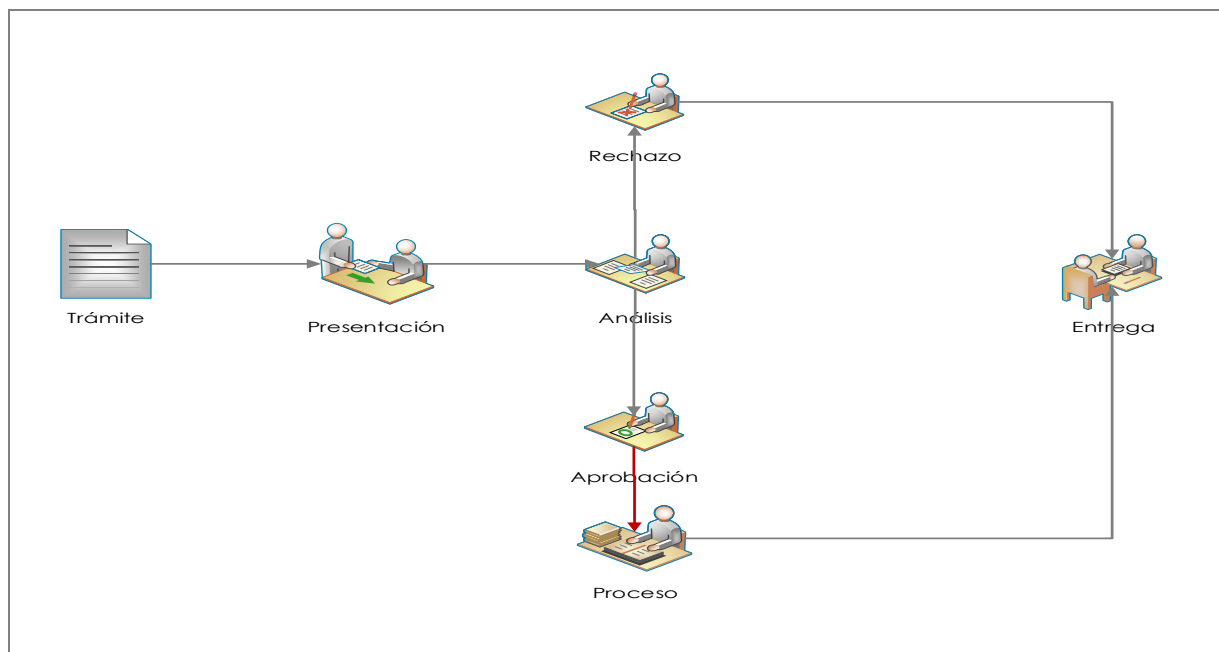 Rechazo
Trámite
Presentación
Análisis
Entrega
Aprobación
Proceso